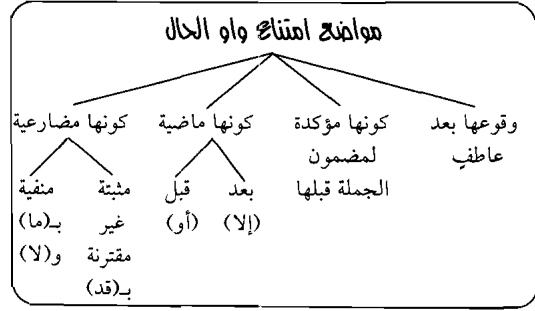 مواضع امتناع واو الحال
وقوعها بعد
عاطفٍ
كونها مؤكدة
لمضمون
الجملة قبلها
كونها ماضية
بعد
(إلا)
قبل
(أو)
كونها مضارعية
مثبتة
غير
مقترنة
بـ(قد)
منفية
بـ(ما)
و(لا)